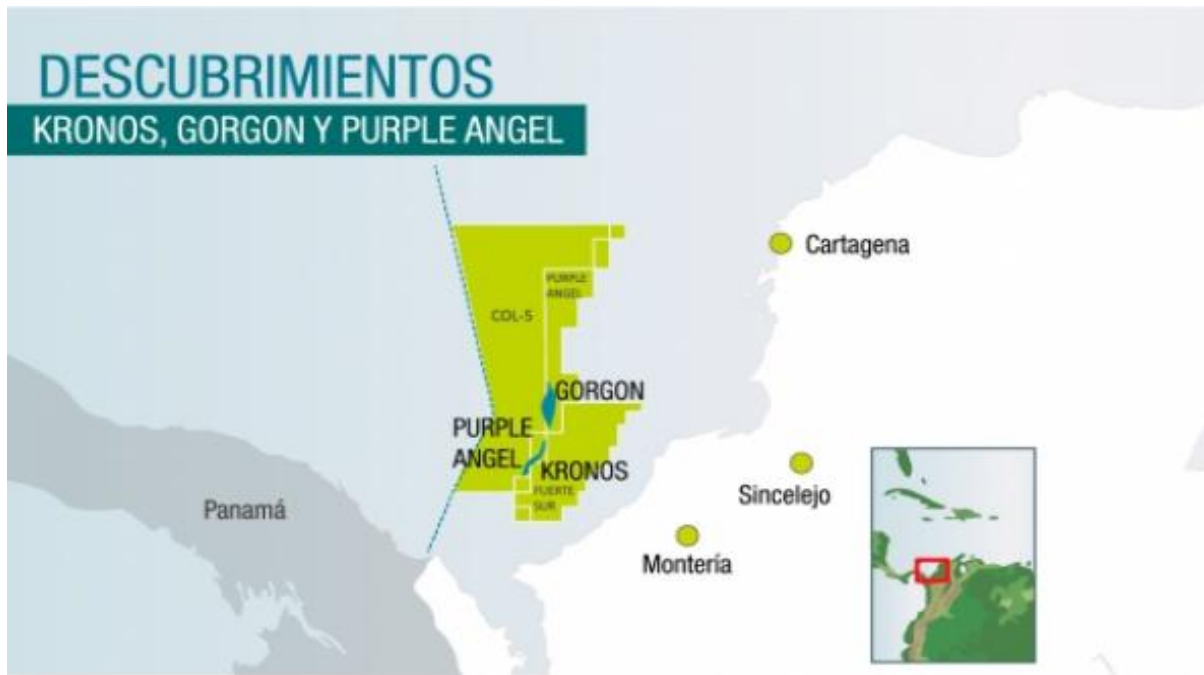 DESCUBRIMIENTOS
KRONOS, GORGON Y PURPLE ANGEL
Cartagena
PURPLE
ANGEL
COL-5
GORGON
PURPLE
ANGEL
KRONOS
Sincelejo
FUERTE
SUR
Panamá
Montería